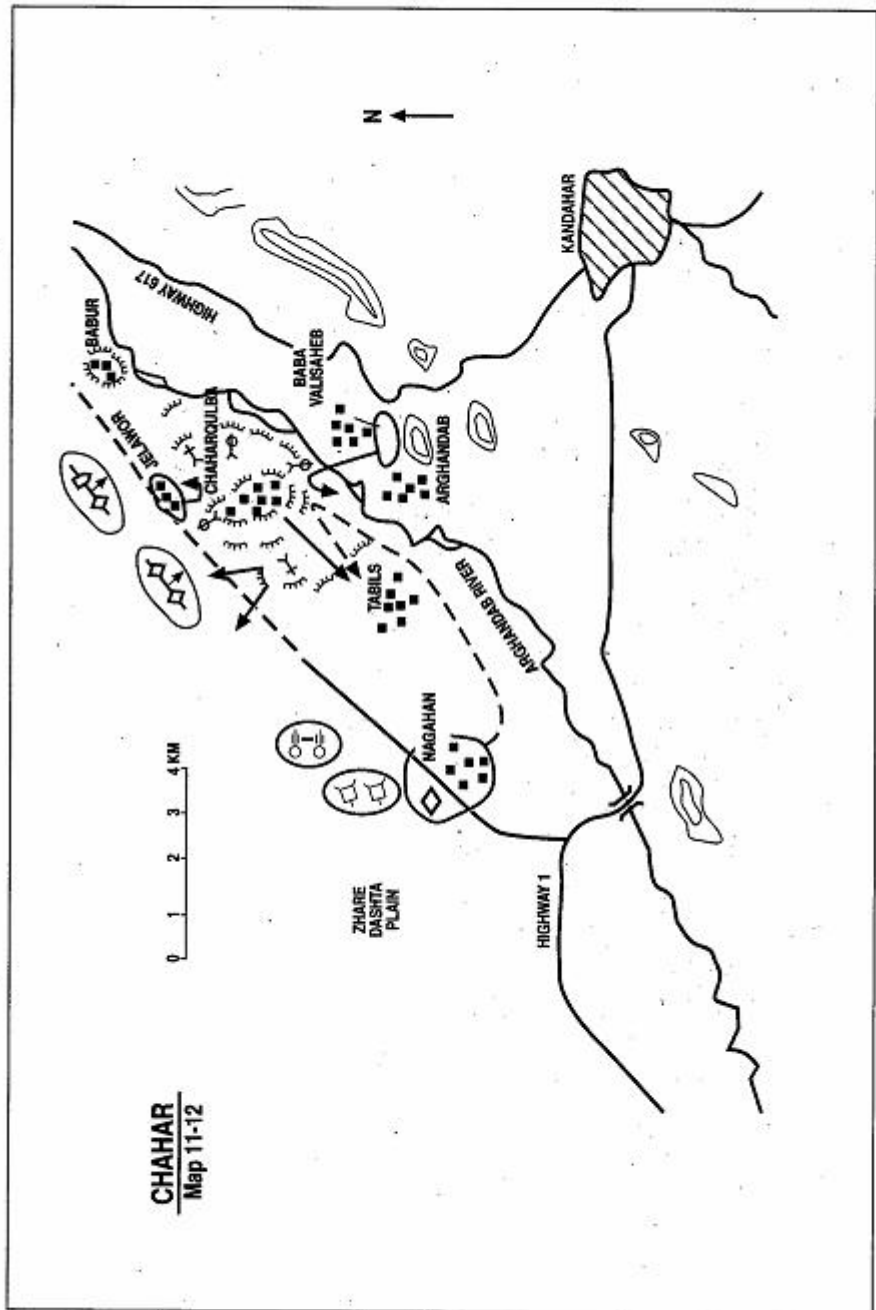 CHAHAR
Map 11-12
0 1 2 3 4 KM
N
BABUR
HIGHWAY 617
JELAWOR
CHAHARQULBA
BABA
VALISAHEB
KANDAHAR
ARGHANDAB
TABILS
ARGHANDAB RIVER
NAGAHAN
ZHARE
DASHTA
PLAIN
HIGHWAY 1